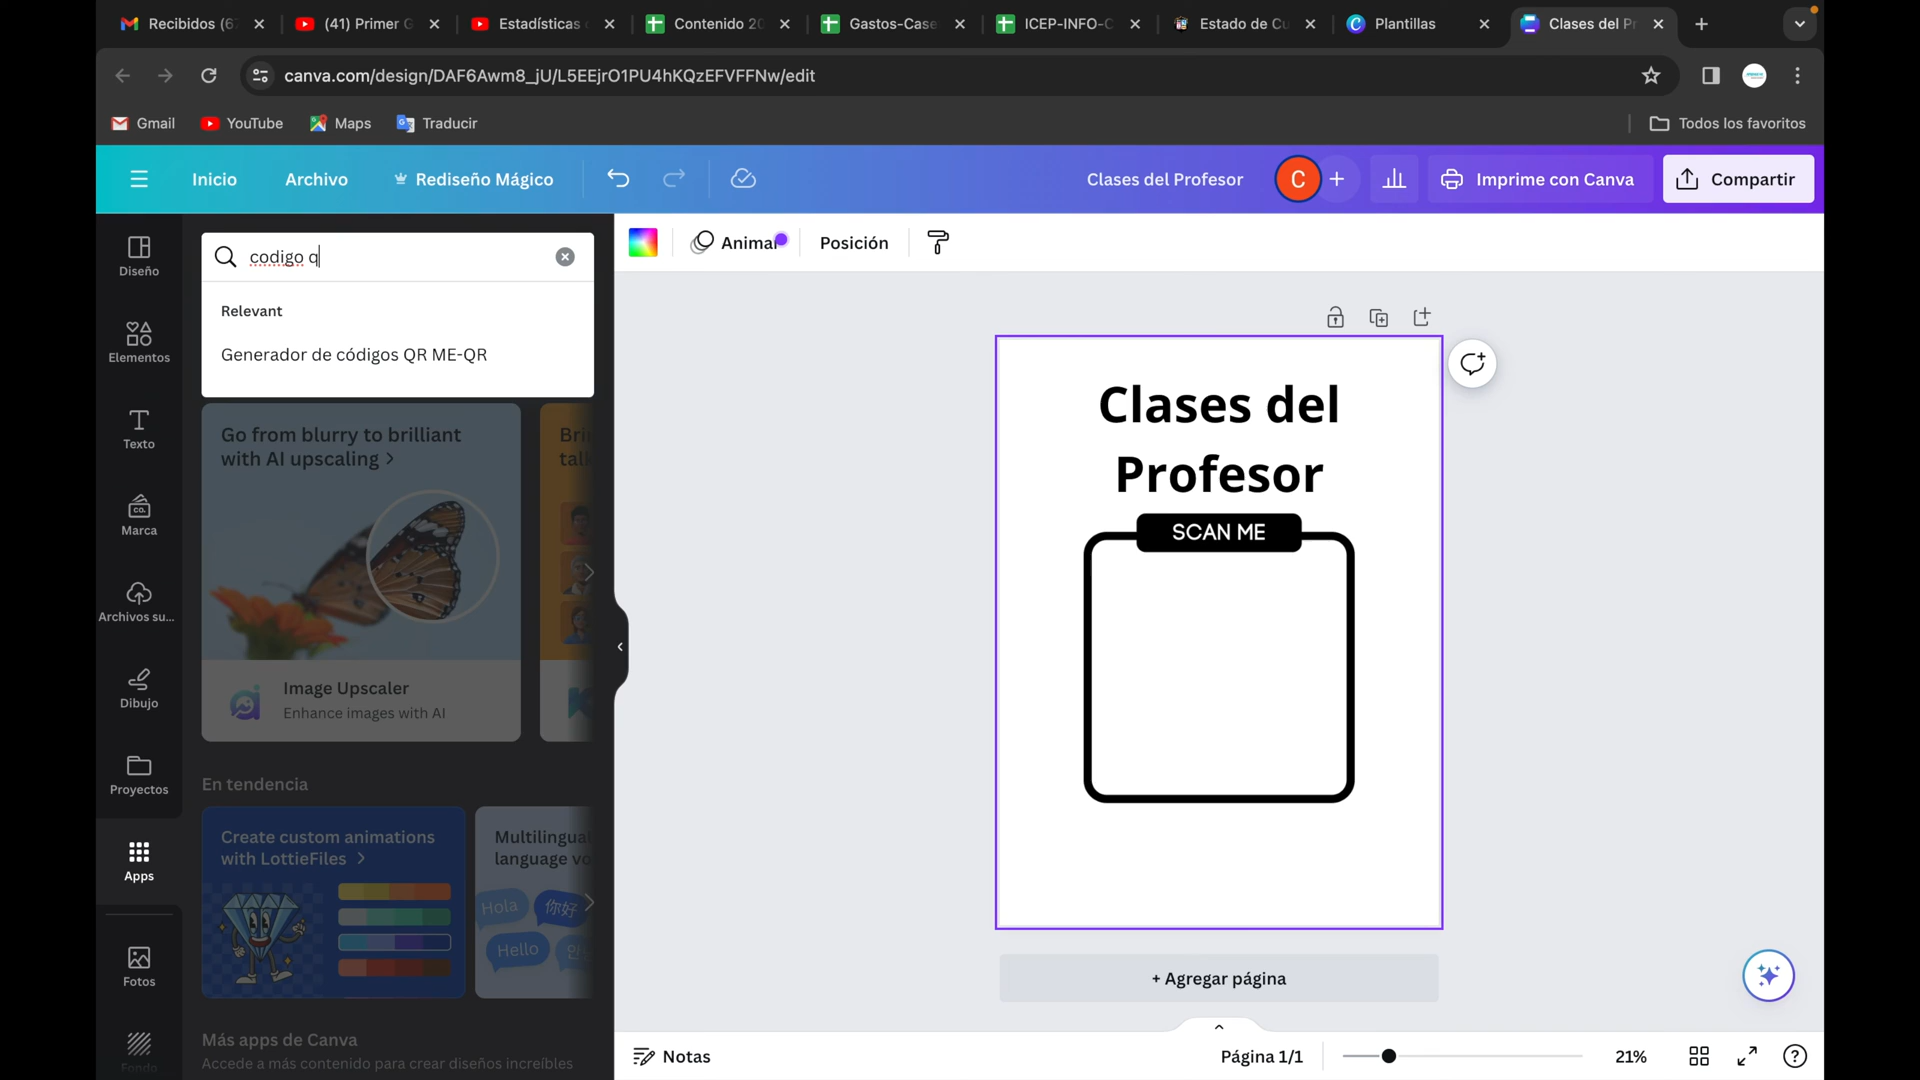 Recibidos (6
(41) Primer G
Estadísticas
Contenido 20
Gastos-Case
ICEP-INFO-C
Estado de Cu
Plantillas
Clases del Pr
canva.com/design/DAF6Awm8_jU/L5EEjrO1PU4hKQzEFVFFNw/edit
Gmail
YouTube
Maps
Traducir
Todos los favoritos
Inicio
Archivo
Rediseño Mágico
Clases del Profesor
C
Imprime con Canva
Compartir
Diseño
Elementos
Texto
Marca
Archivos su...
Dibujo
Proyectos
Apps
Fotos
Fondo
codigo q
Relevant
Generador de códigos QR ME-QR
Go from blurry to brilliant
with AI upscaling >
Image Upscaler
Enhance images with AI
En tendencia
Create custom animations
with LottieFiles >
Multilingual
language vo
Hola
你好
Hello
Más apps de Canva
Accede a más contenido para crear diseños increíbles
Animar
Posición
Clases del
Profesor
SCAN ME
+ Agregar página
Notas
Página 1/1
21%